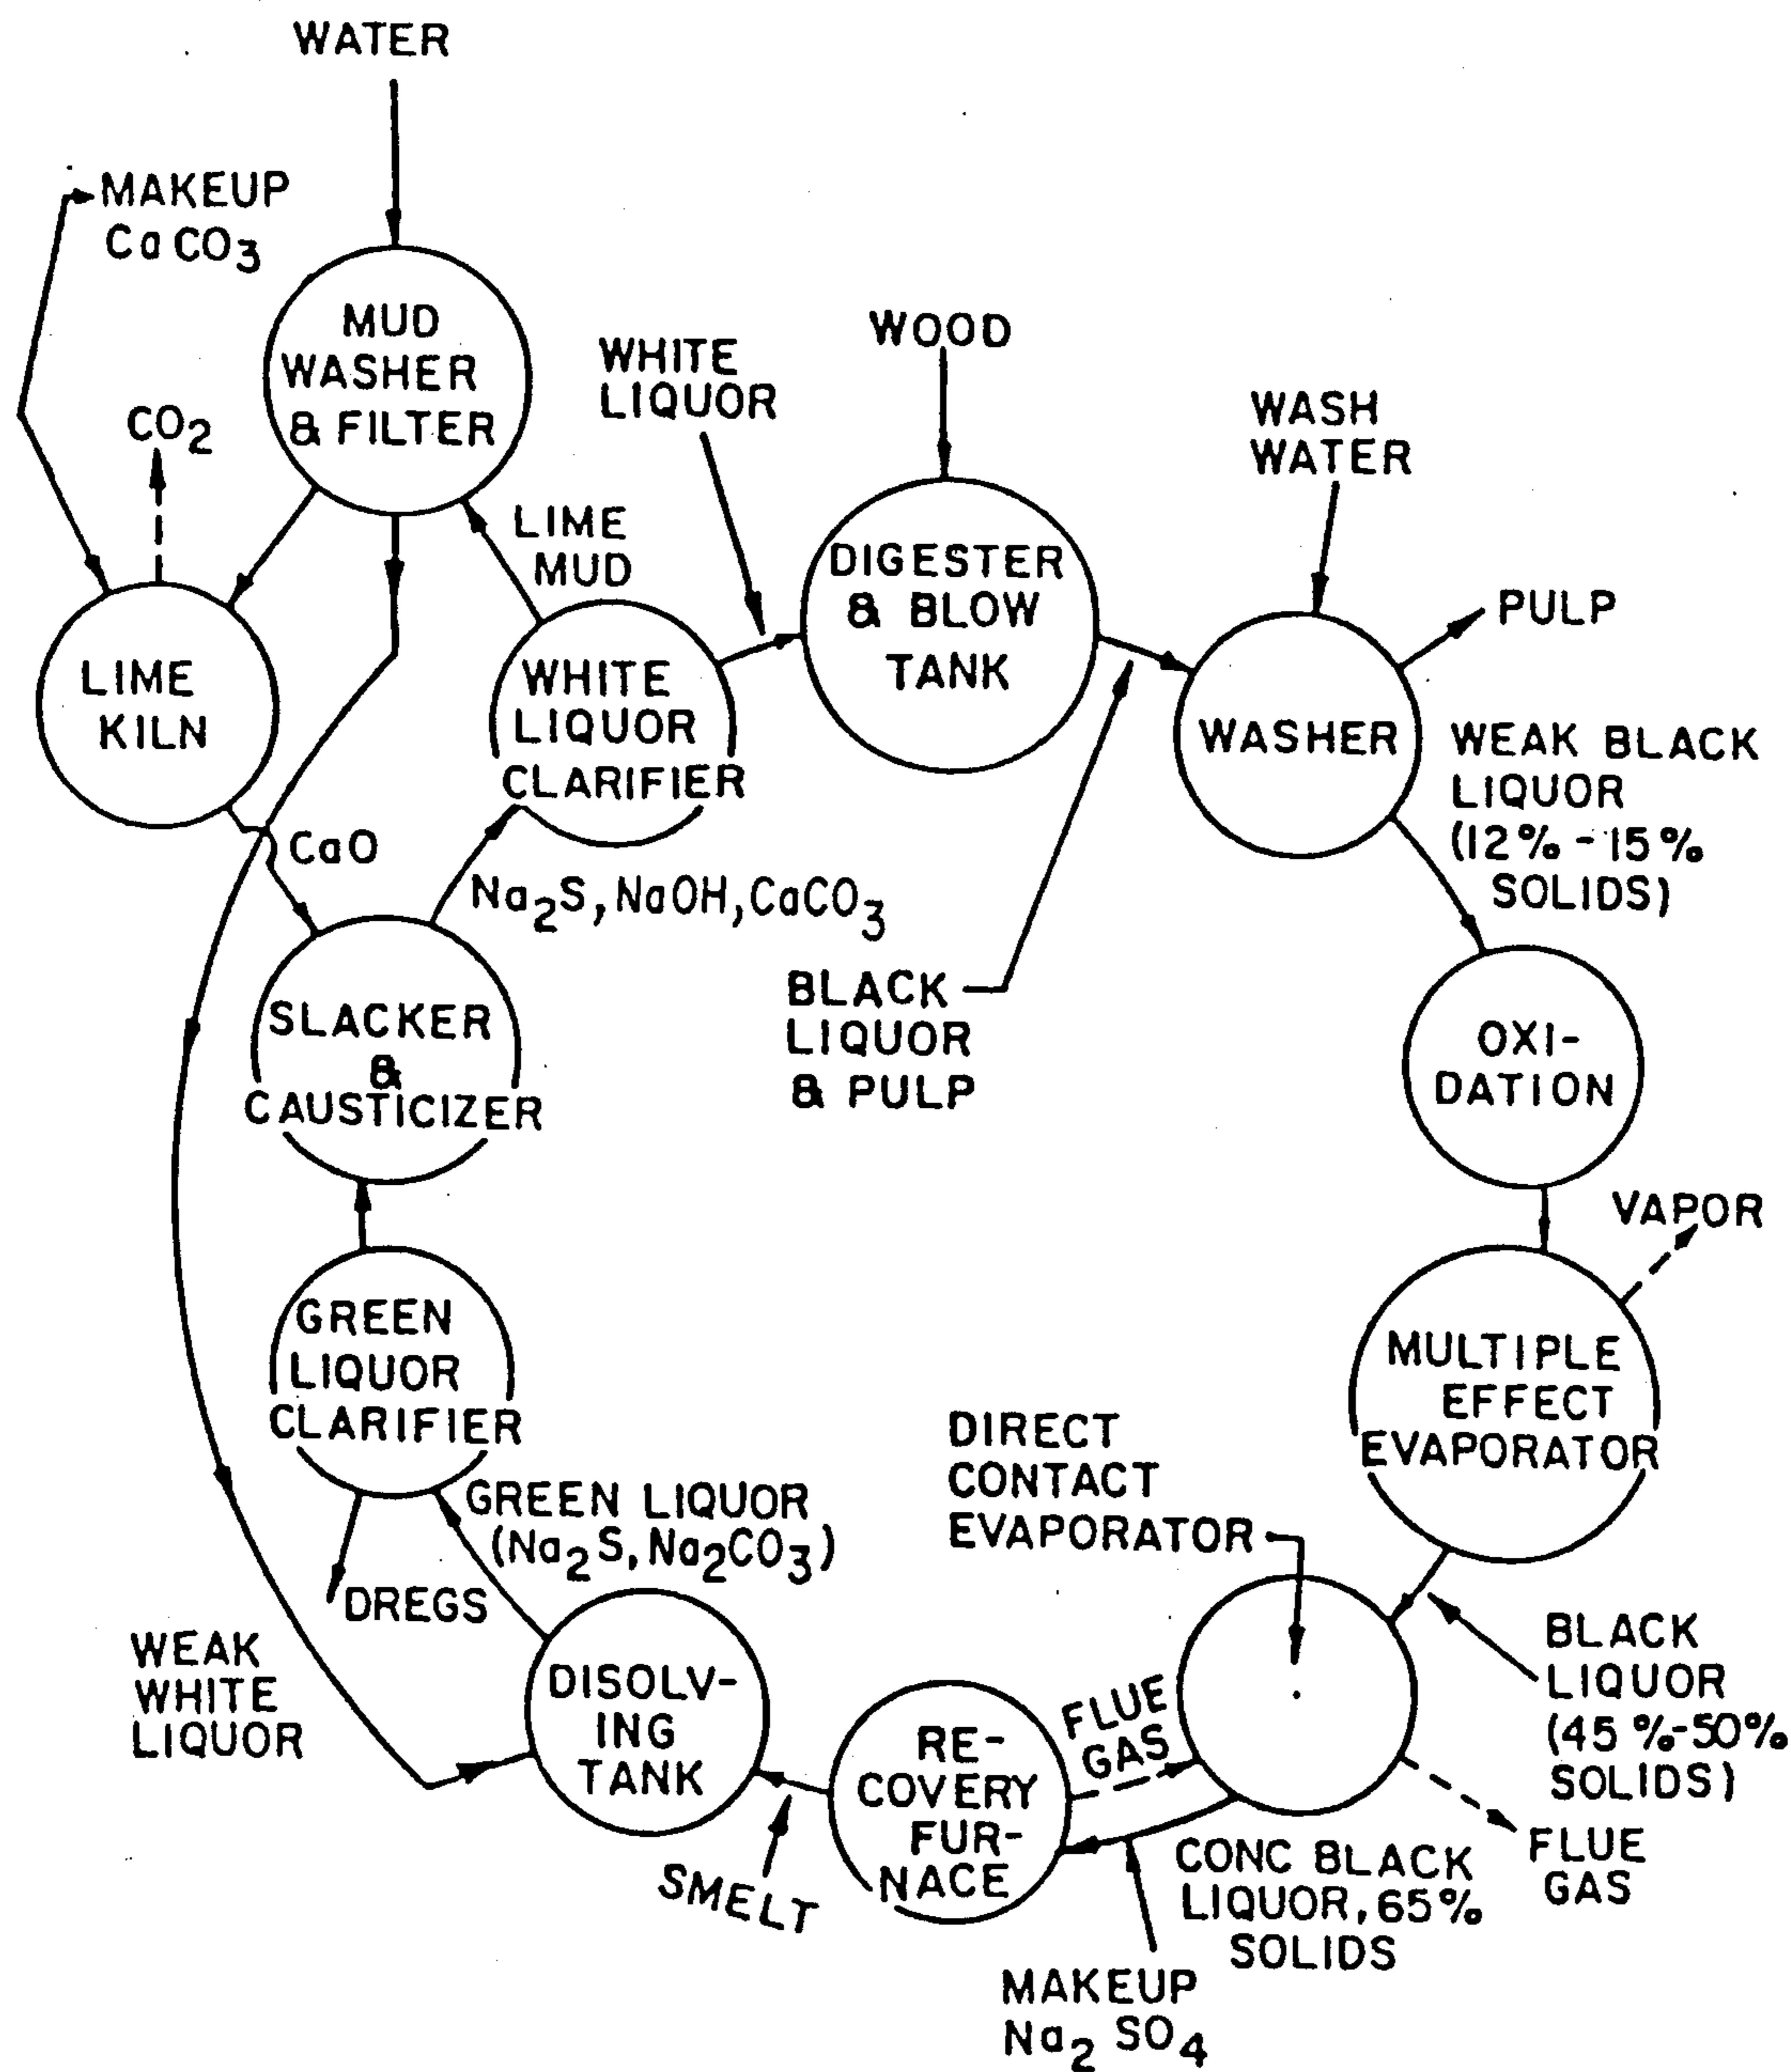 WATER
MAKEUP
CaCO3
MUD
WASHER
& FILTER
CO2
LIME
KILN
LIME
MUD
WHITE
LIQUOR
WHITE
LIQUOR
CLARIFIER
WOOD
DIGESTER
& BLOW
TANK
WASH
WATER
PULP
WASHER
WEAK BLACK
LIQUOR
(12%-15%
SOLIDS)
CaO
Na2S, NaOH, CaCO3
BLACK
LIQUOR
& PULP
SLACKER
&
CAUSTICIZER
OXI-
DATION
VAPOR
MULTIPLE
EFFECT
EVAPORATOR
GREEN
LIQUOR
CLARIFIER
GREEN LIQUOR
(Na2S, Na2CO3)
DREGS
DIRECT
CONTACT
EVAPORATOR
BLACK
LIQUOR
(45%-50%
SOLIDS)
WEAK
WHITE
LIQUOR
DISOLV-
ING
TANK
RE-
COVERY
FUR-
NACE
FLUE
GAS
SMELT
CONC BLACK
LIQUOR, 65%
SOLIDS
FLUE
GAS
MAKEUP
Na2 SO4